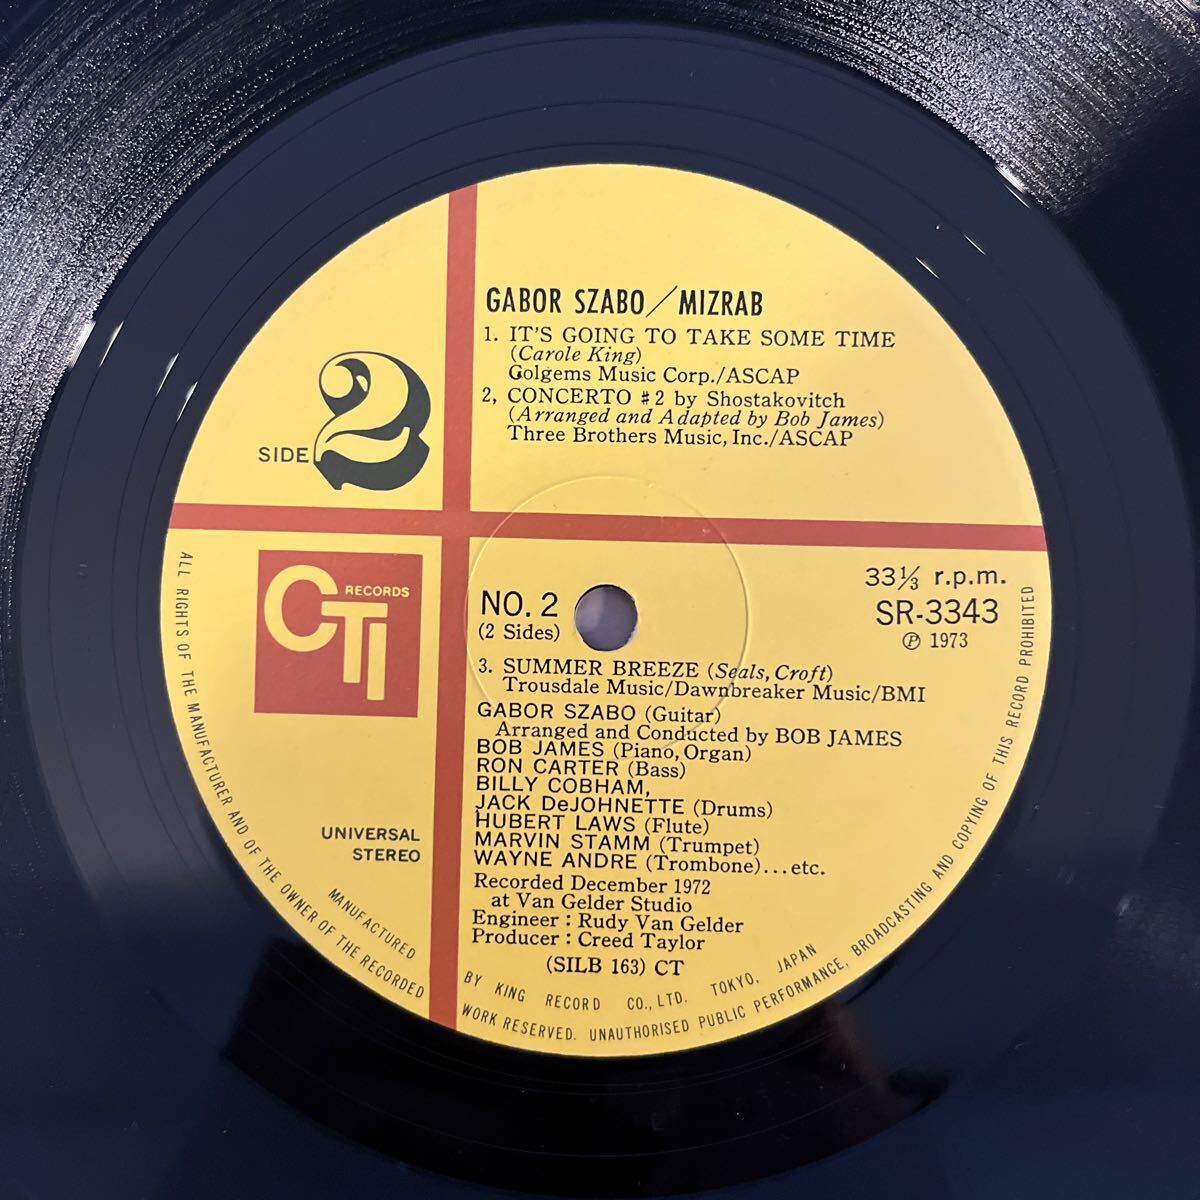 GABOR SZABO/MIZRAB
1. IT'S GOING TO TAKE SOME TIME
(Carole King)
Golgems Music Corp./ASCAP
2, CONCERTO #2 by Shostakovitch
(Arranged and Adapted by Bob James)
Three Brothers Music, Inc./ASCAP
SIDE 2
CTI RECORDS
NO. 2
(2 Sides)
33⅓ r.p.m.
SR-3343
Ⓟ 1973
3. SUMMER BREEZE (Seals, Croft)
Trousdale Music/Dawnbreaker Music/BMI
GABOR SZABO (Guitar)
Arranged and Conducted by BOB JAMES
BOB JAMES (Piano, Organ)
RON CARTER (Bass)
BILLY COBHAM,
JACK DeJOHNETTE (Drums)
HUBERT LAWS (Flute)
MARVIN STAMM (Trumpet)
WAYNE ANDRE (Trombone)...etc.
Recorded December 1972
at Van Gelder Studio
Engineer : Rudy Van Gelder
Producer : Creed Taylor
(SILB 163) CT
UNIVERSAL
STEREO
MANUFACTURED BY KING RECORD CO., LTD. TOKYO, JAPAN
ALL RIGHTS OF THE MANUFACTURER AND OF THE OWNER OF THE RECORDED WORK RESERVED. UNAUTHORISED PUBLIC PERFORMANCE, BROADCASTING AND COPYING OF THIS RECORD PROHIBITED